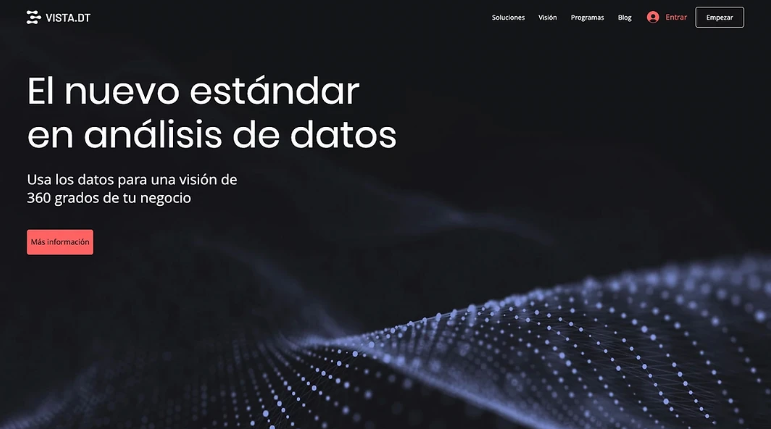 VISTA.DT
Soluciones
Visión
Programas
Blog
Entrar
Empezar
El nuevo estándar
en análisis de datos
Usa los datos para una visión de
360 grados de tu negocio
Más información